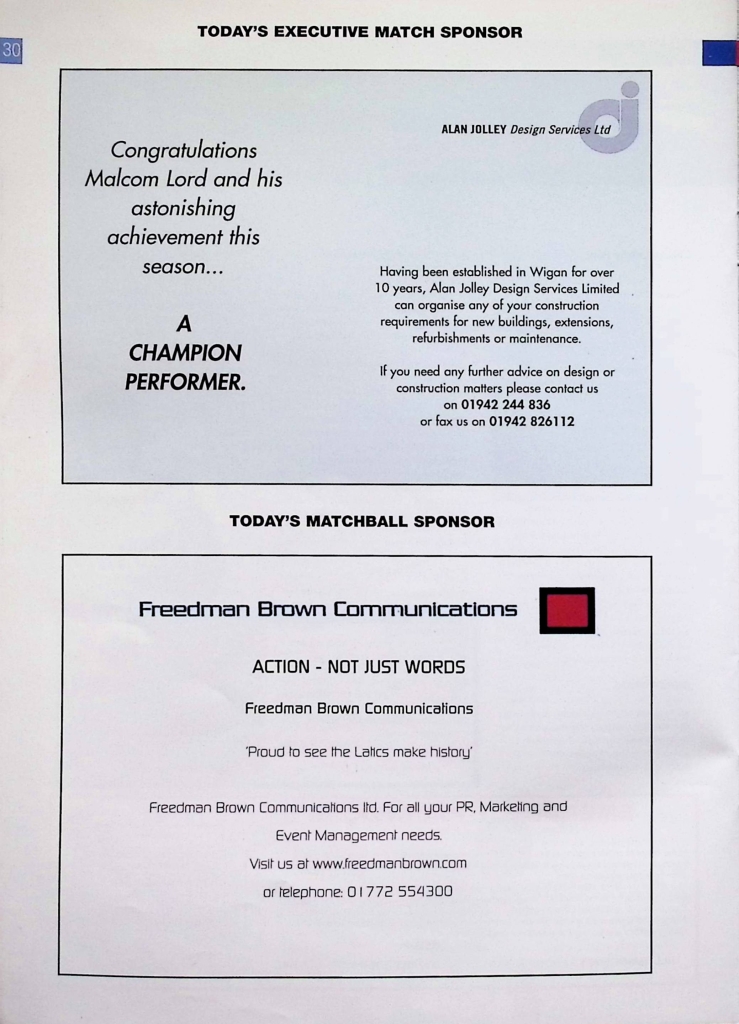 TODAY'S EXECUTIVE MATCH SPONSOR
30
ALAN JOLLEY Design Services Ltd
Congratulations
Malcom Lord and his
astonishing
achievement this
season...
A
CHAMPION
PERFORMER.
Having been established in Wigan for over
10 years, Alan Jolley Design Services Limited
can organise any of your construction
requirements for new buildings, extensions,
refurbishments or maintenance.
If you need any further advice on design or
construction matters please contact us
on 01942 244 836
or fax us on 01942 826112
TODAY'S MATCHBALL SPONSOR
Freedman Brown Communications
ACTION - NOT JUST WORDS
Freedman Brown Communications
'Proud to see the Latics make history'
Freedman Brown Communications ltd. For all your PR, Marketing and
Event Management needs.
Visit us at www.freedmanbrown.com
or telephone: 01772 554300